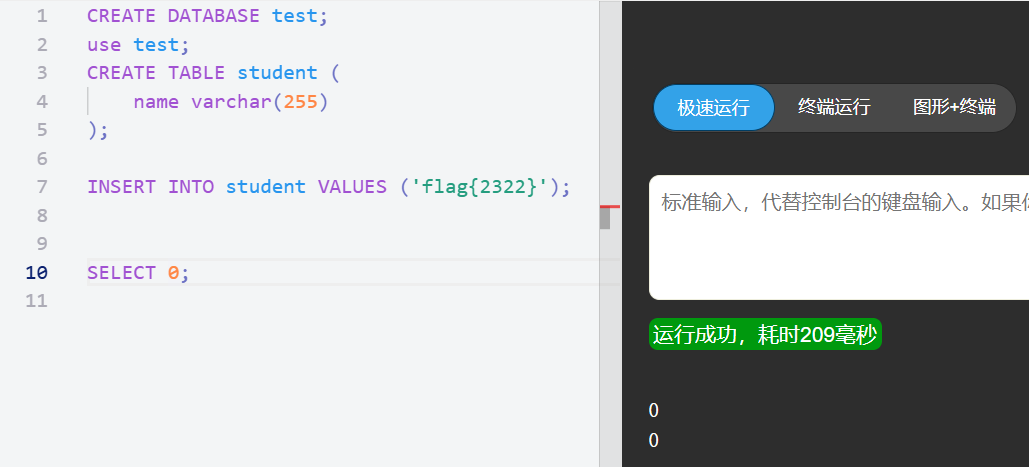 1 CREATE DATABASE test;
2 use test;
3 CREATE TABLE student (
4 name varchar(255)
5 );
6
7 INSERT INTO student VALUES ('flag{2322}');
8
9
10 SELECT 0;
11
极速运行 终端运行 图形+终端
标准输入，代替控制台的键盘输入。如果
运行成功，耗时209毫秒
0
0